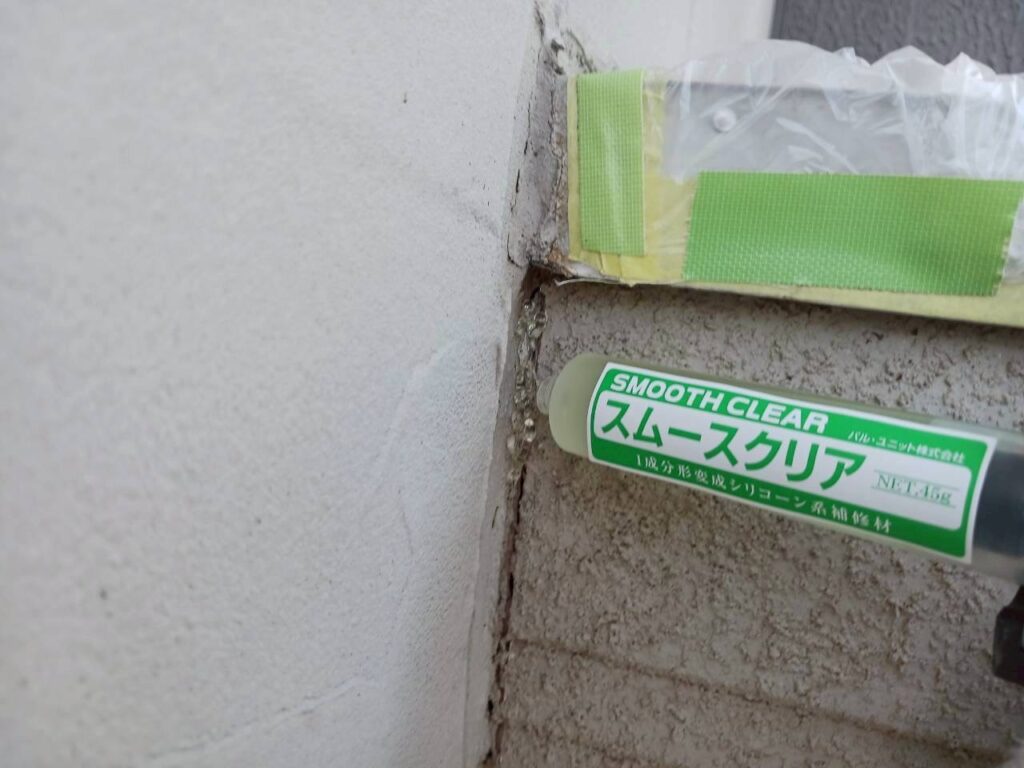 SMOOTH CLEAR
スムースクリア
パル・ユニット株式会社
NET.45g
1成分形変成シリコーン系補修材